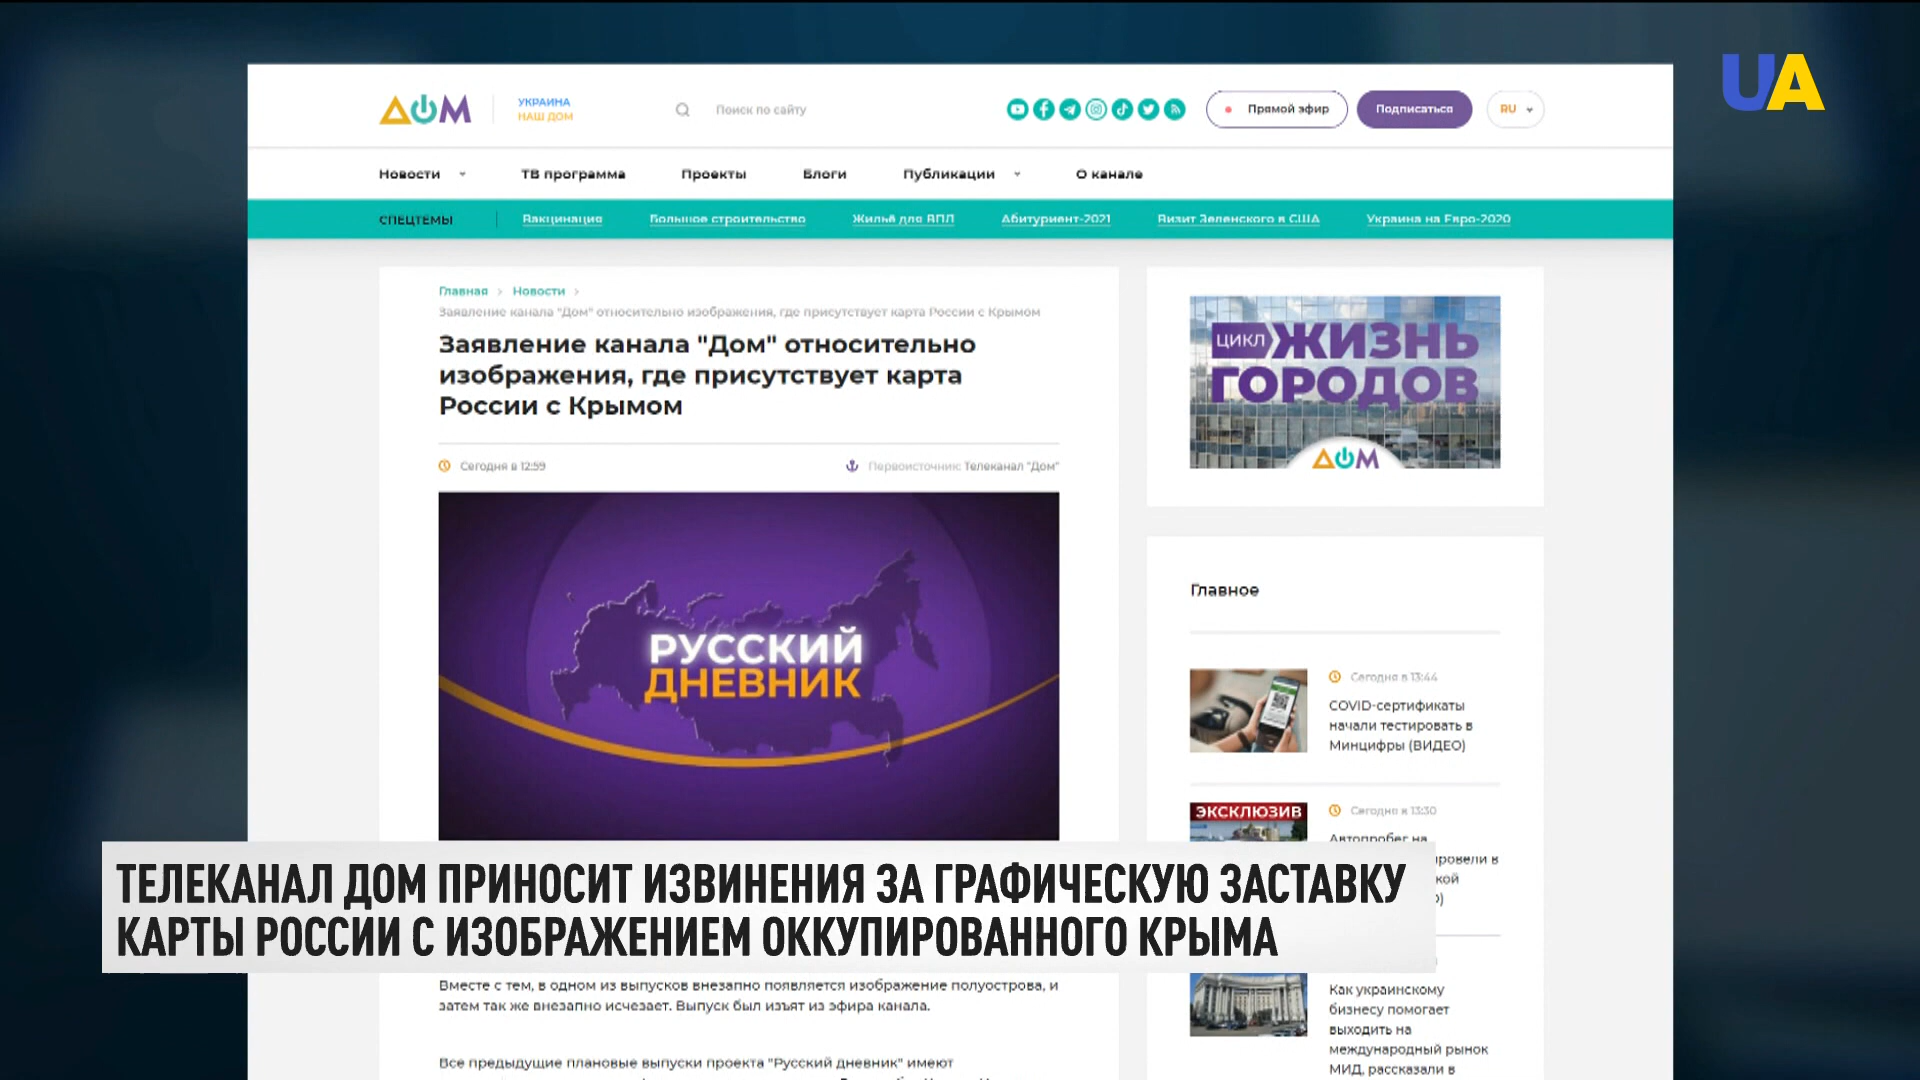 UA
ДОМ
УКРАИНА
НАШ ДОМ
Поиск по сайту
Прямой эфир
Подписаться
RU
Новости
ТВ программа
Проекты
Блоги
Публикации
О канале
СПЕЦТЕМЫ
Вакцинация
Большое строительство
Жильё для ВПЛ
Абитуриент-2021
Визит Зеленского в США
Украина на Евро-2020
Главная > Новости >
Заявление канала "Дом" относительно изображения, где присутствует карта России с Крымом
Заявление канала "Дом" относительно
изображения, где присутствует карта
России с Крымом
Сегодня в 12:59
Первоисточник: Телеканал "Дом"
РУССКИЙ
ДНЕВНИК
ЦИКЛ ЖИЗНЬ
ГОРОДОВ
ДОМ
Главное
Сегодня в 13:44
COVID-сертификаты
начали тестировать в
Минцифры (ВИДЕО)
ЭКСКЛЮЗИВ
Сегодня в 13:30
Автопробег на
ТЕЛЕКАНАЛ ДОМ ПРИНОСИТ ИЗВИНЕНИЯ ЗА ГРАФИЧЕСКУЮ ЗАСТАВКУ
КАРТЫ РОССИИ С ИЗОБРАЖЕНИЕМ ОККУПИРОВАННОГО КРЫМА
Вместе с тем, в одном из выпусков внезапно появляется изображение полуострова, и
затем так же внезапно исчезает. Выпуск был изъят из эфира канала.
Все предыдущие плановые выпуски проекта "Русский дневник" имеют
Как украинскому
бизнесу помогает
выходить на
международный рынок
МИД, рассказали в